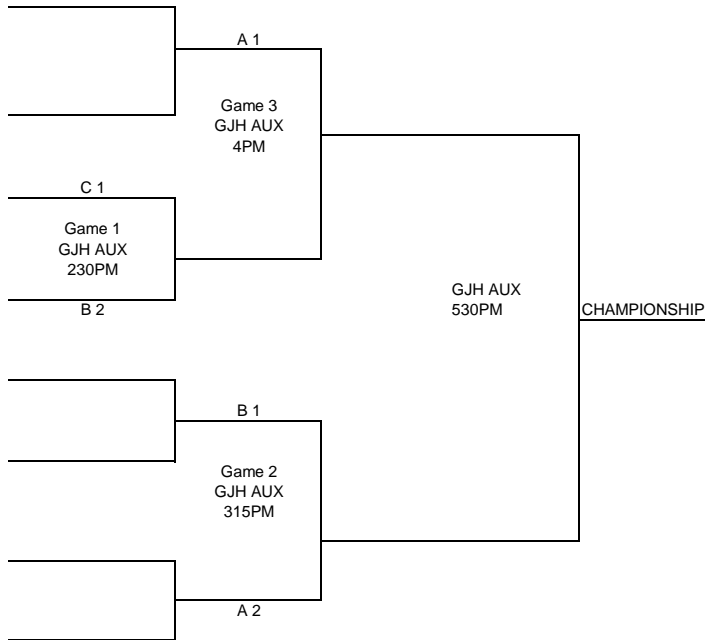 A 1
Game 3
GJH AUX
4PM
C 1
Game 1
GJH AUX
230PM
B 2
GJH AUX
530PM
CHAMPIONSHIP
B 1
Game 2
GJH AUX
315PM
A 2